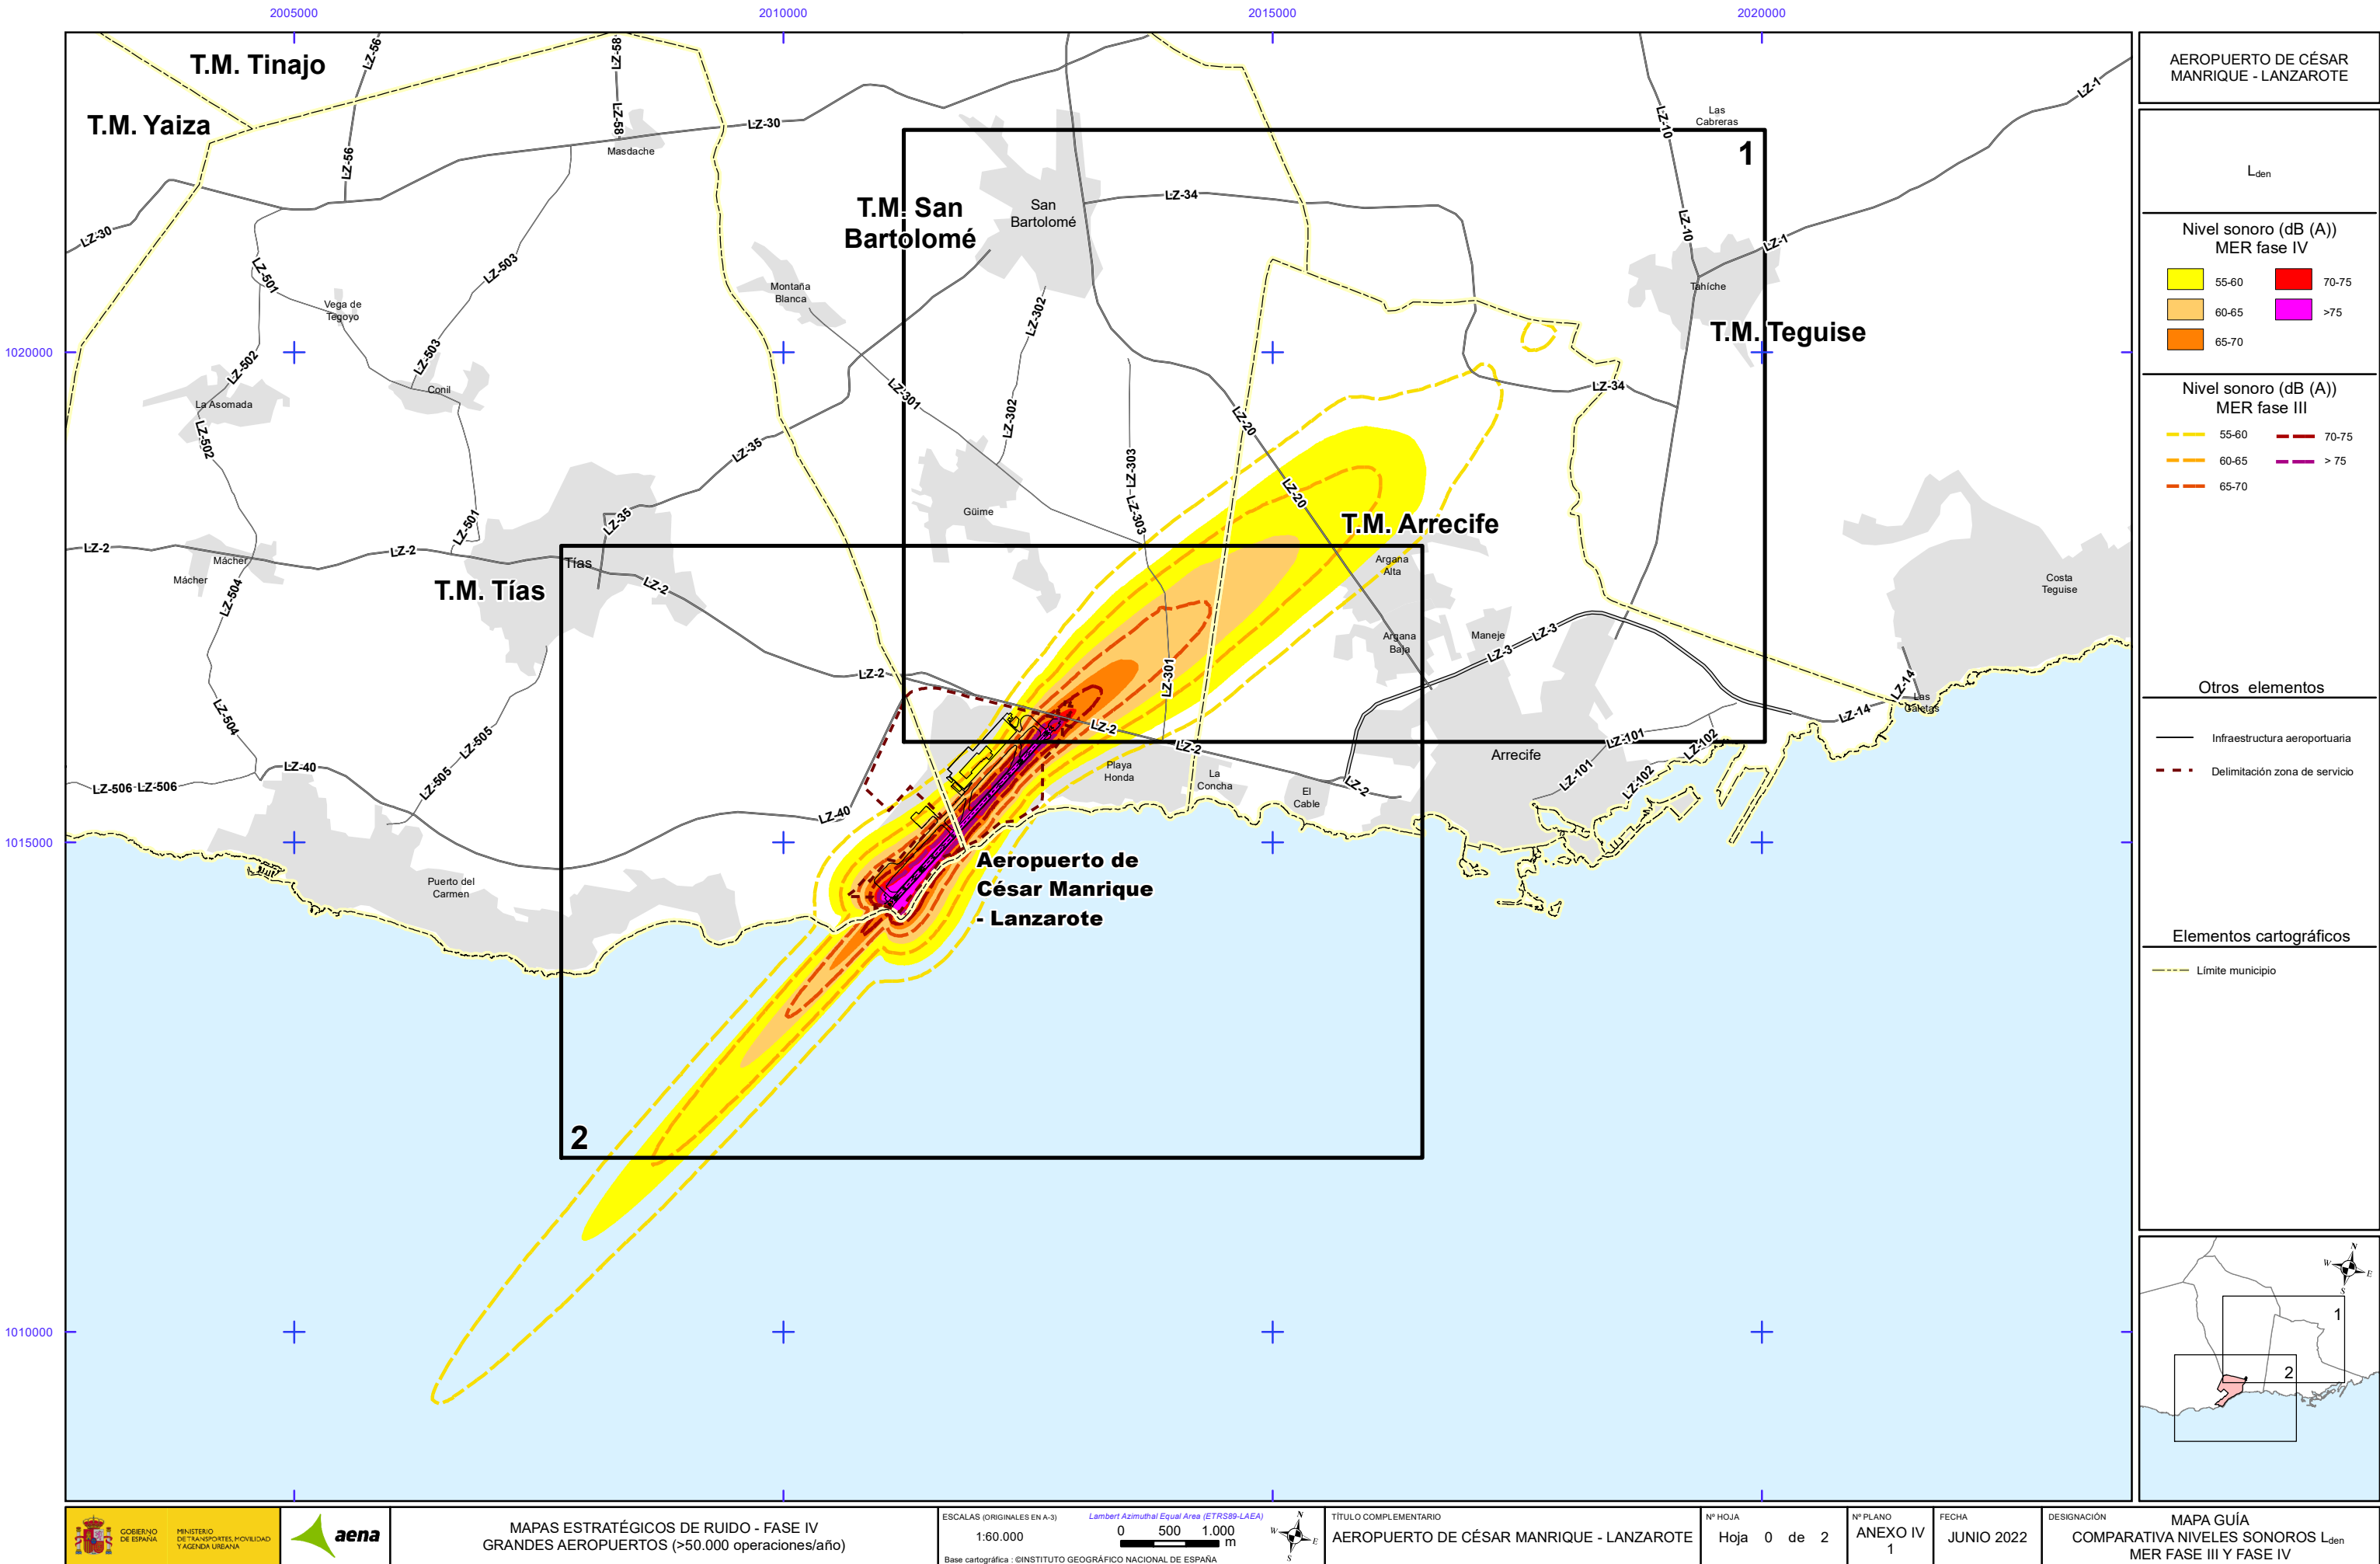 2005000
2010000
2015000
2020000
T.M. Tinajo
T.M. Yaiza
LZ-56
LZ-58
LZ-58
LZ-56
LZ-30
LZ-30
Masdache
Las
Cabreras
LZ-10
LZ-1
1
T.M. San
Bartolomé
San
Bartolomé
LZ-34
LZ-10
LZ-1
LZ-501
LZ-503
Vega de
Tegoyo
Montaña
Blanca
LZ-302
Tahíche
T.M. Teguise
1020000
LZ-502
LZ-503
Conil
La Asomada
LZ-301
LZ-302
LZ-20
LZ-34
LZ-502
LZ-35
LZ-303
LZ-20
LZ-303
Güime
LZ-501
LZ-35
T.M. Arrecife
LZ-2
LZ-2
Mácher
Mácher
LZ-504
Tías
T.M. Tías
LZ-2
Argana
Alta
Argana
Baja
Maneje
LZ-3
LZ-3
Costa
Teguise
LZ-2
LZ-301
LZ-14
Las
Caletas
LZ-14
LZ-504
LZ-505
LZ-505
LZ-2
LZ-2
LZ-101
LZ-102
Arrecife
LZ-40
LZ-506
LZ-506
Playa
Honda
La
Concha
El
Cable
LZ-2
LZ-101
LZ-102
LZ-40
1015000
Puerto del
Carmen
Aeropuerto de
César Manrique
- Lanzarote
2
1010000
AEROPUERTO DE CÉSAR
MANRIQUE - LANZAROTE
Lden
Nivel sonoro (dB (A))
MER fase IV
55-60
70-75
60-65
>75
65-70
Nivel sonoro (dB (A))
MER fase III
55-60
70-75
60-65
> 75
65-70
Otros elementos
Infraestructura aeroportuaria
Delimitación zona de servicio
Elementos cartográficos
Límite municipio
N
W
E
S
1
2
GOBIERNO
DE ESPAÑA
MINISTERIO
DE TRANSPORTES, MOVILIDAD
Y AGENDA URBANA
aena
MAPAS ESTRATÉGICOS DE RUIDO - FASE IV
GRANDES AEROPUERTOS (>50.000 operaciones/año)
ESCALAS (ORIGINALES EN A-3)
1:60.000
Lambert Azimuthal Equal Area (ETRS89-LAEA)
0 500 1.000
m
Base cartográfica : ©INSTITUTO GEOGRÁFICO NACIONAL DE ESPAÑA
N
W
E
S
TÍTULO COMPLEMENTARIO
AEROPUERTO DE CÉSAR MANRIQUE - LANZAROTE
Nº HOJA
Hoja 0 de 2
Nº PLANO
ANEXO IV
1
FECHA
JUNIO 2022
DESIGNACIÓN
MAPA GUÍA
COMPARATIVA NIVELES SONOROS Lden
MER FASE III Y FASE IV